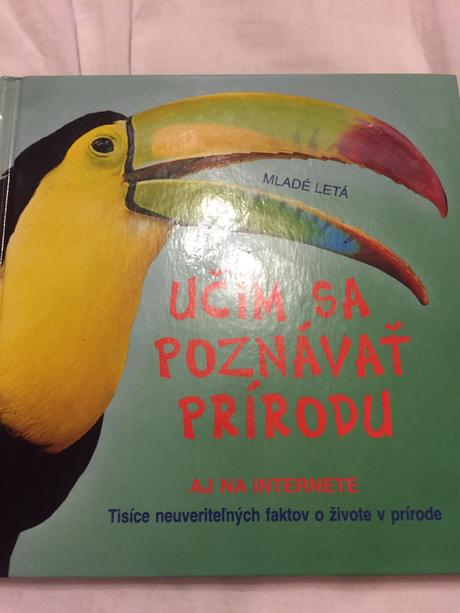 MLADÉ LETÁ
UČÍM SA
POZNÁVAŤ
PRÍRODU
AJ NA INTERNETE
Tisíce neuveriteľných faktov o živote v prírode